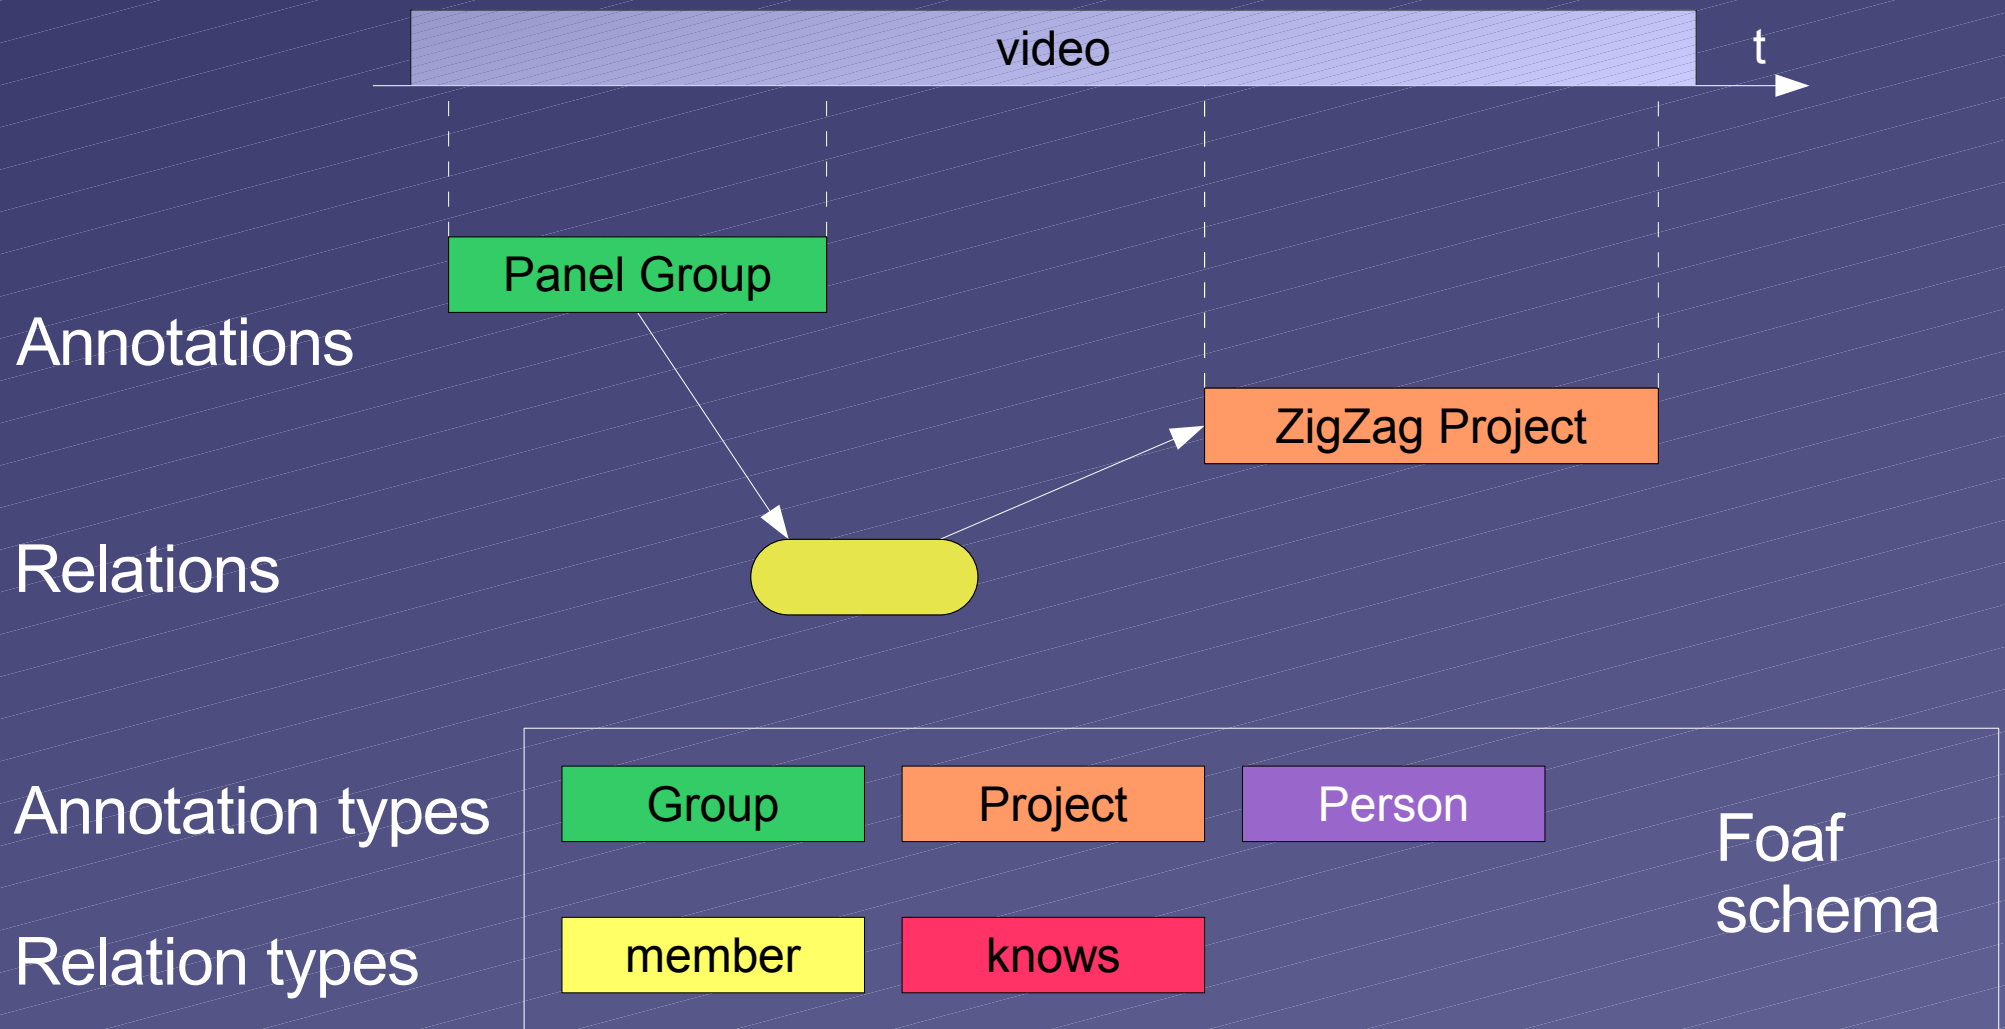 video
t
Panel Group
Annotations
ZigZag Project
Relations
Annotation types
Group
Project
Person
Foaf
schema
Relation types
member
knows